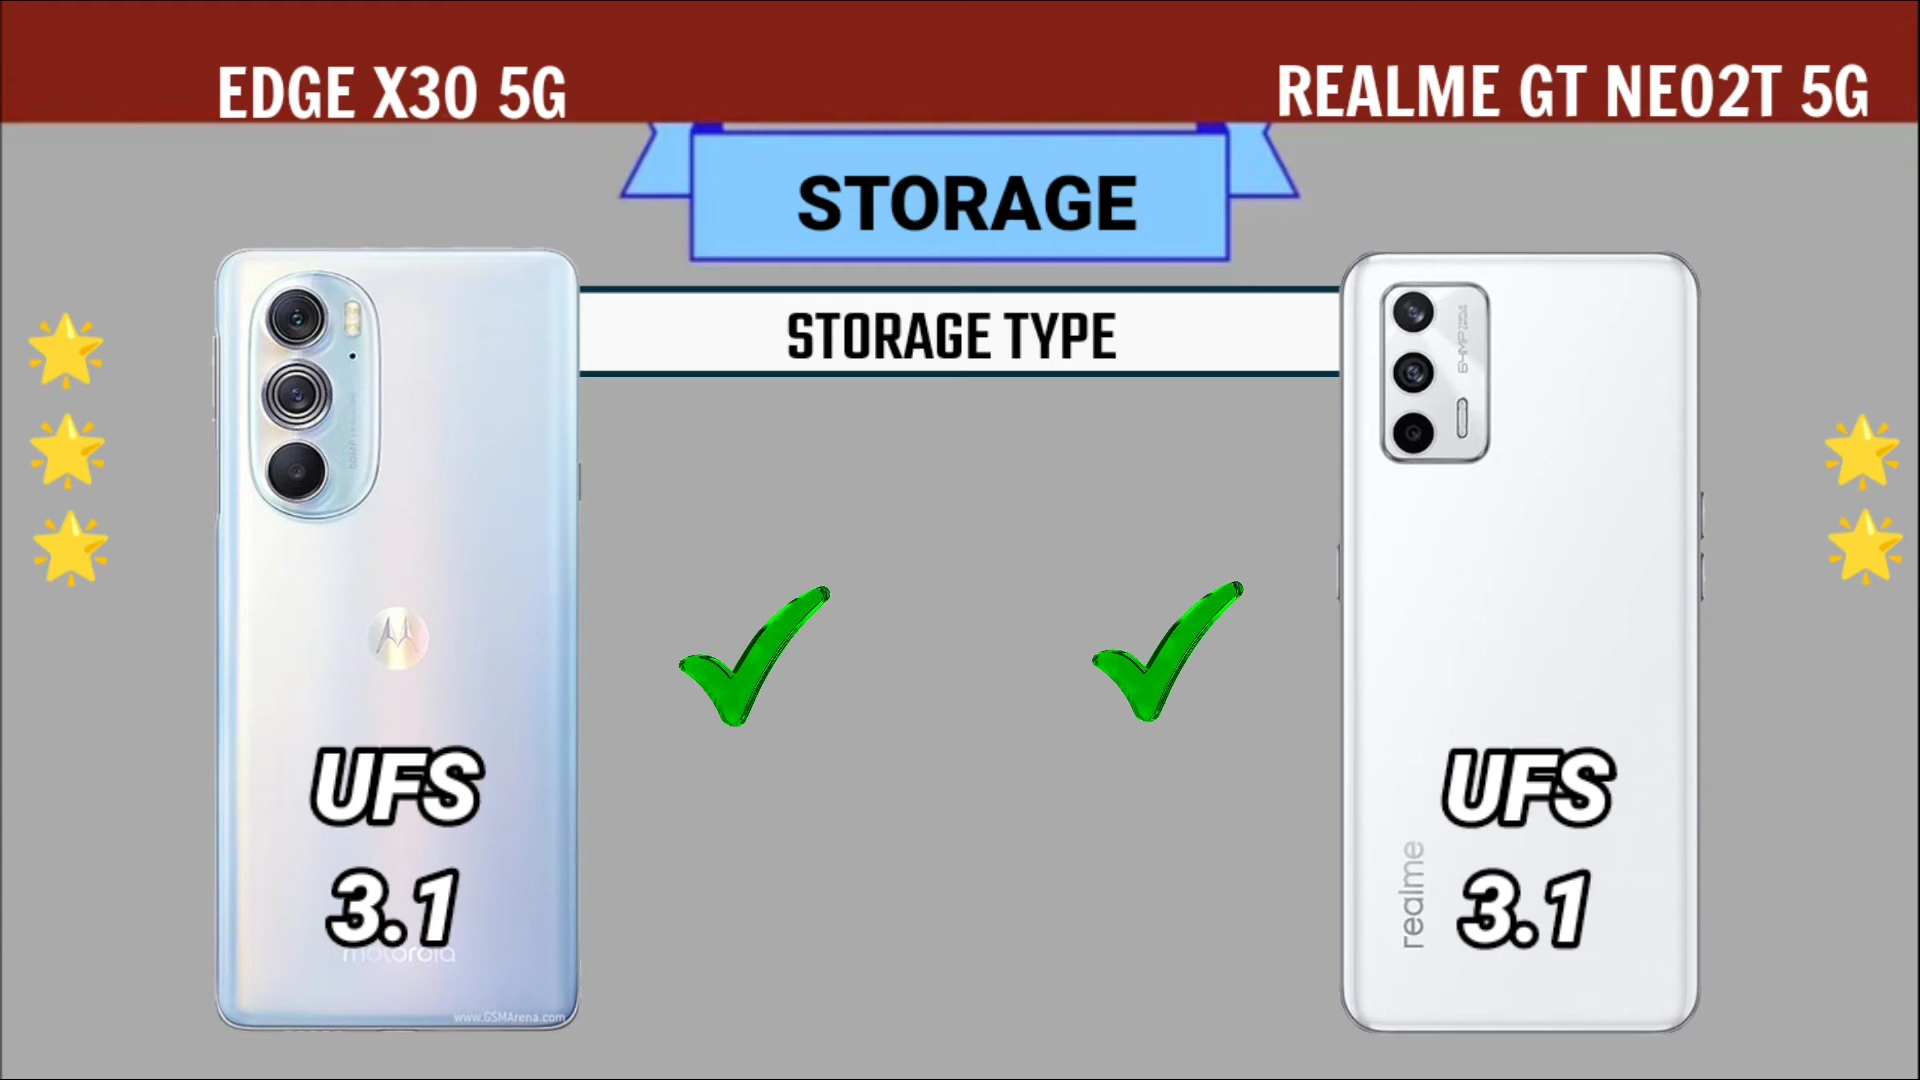 EDGE X30 5G
REALME GT NEO2T 5G
STORAGE
STORAGE TYPE
64MP
UFS
3.1
motorola
www.GSMArena.com
UFS
3.1
realme